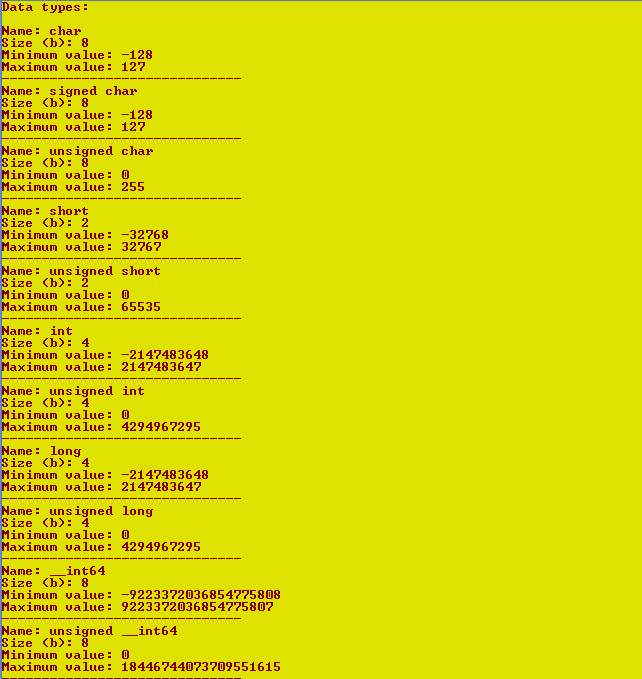 Data types:
Name: char
Size (b): 8
Minimum value: -128
Maximum value: 127
------------------------------
Name: signed char
Size (b): 8
Minimum value: -128
Maximum value: 127
------------------------------
Name: unsigned char
Size (b): 8
Minimum value: 0
Maximum value: 255
------------------------------
Name: short
Size (b): 2
Minimum value: -32768
Maximum value: 32767
------------------------------
Name: unsigned short
Size (b): 2
Minimum value: 0
Maximum value: 65535
------------------------------
Name: int
Size (b): 4
Minimum value: -2147483648
Maximum value: 2147483647
------------------------------
Name: unsigned int
Size (b): 4
Minimum value: 0
Maximum value: 4294967295
------------------------------
Name: long
Size (b): 4
Minimum value: -2147483648
Maximum value: 2147483647
------------------------------
Name: unsigned long
Size (b): 4
Minimum value: 0
Maximum value: 4294967295
------------------------------
Name: __int64
Size (b): 8
Minimum value: -9223372036854775808
Maximum value: 9223372036854775807
------------------------------
Name: unsigned __int64
Size (b): 8
Minimum value: 0
Maximum value: 18446744073709551615
------------------------------